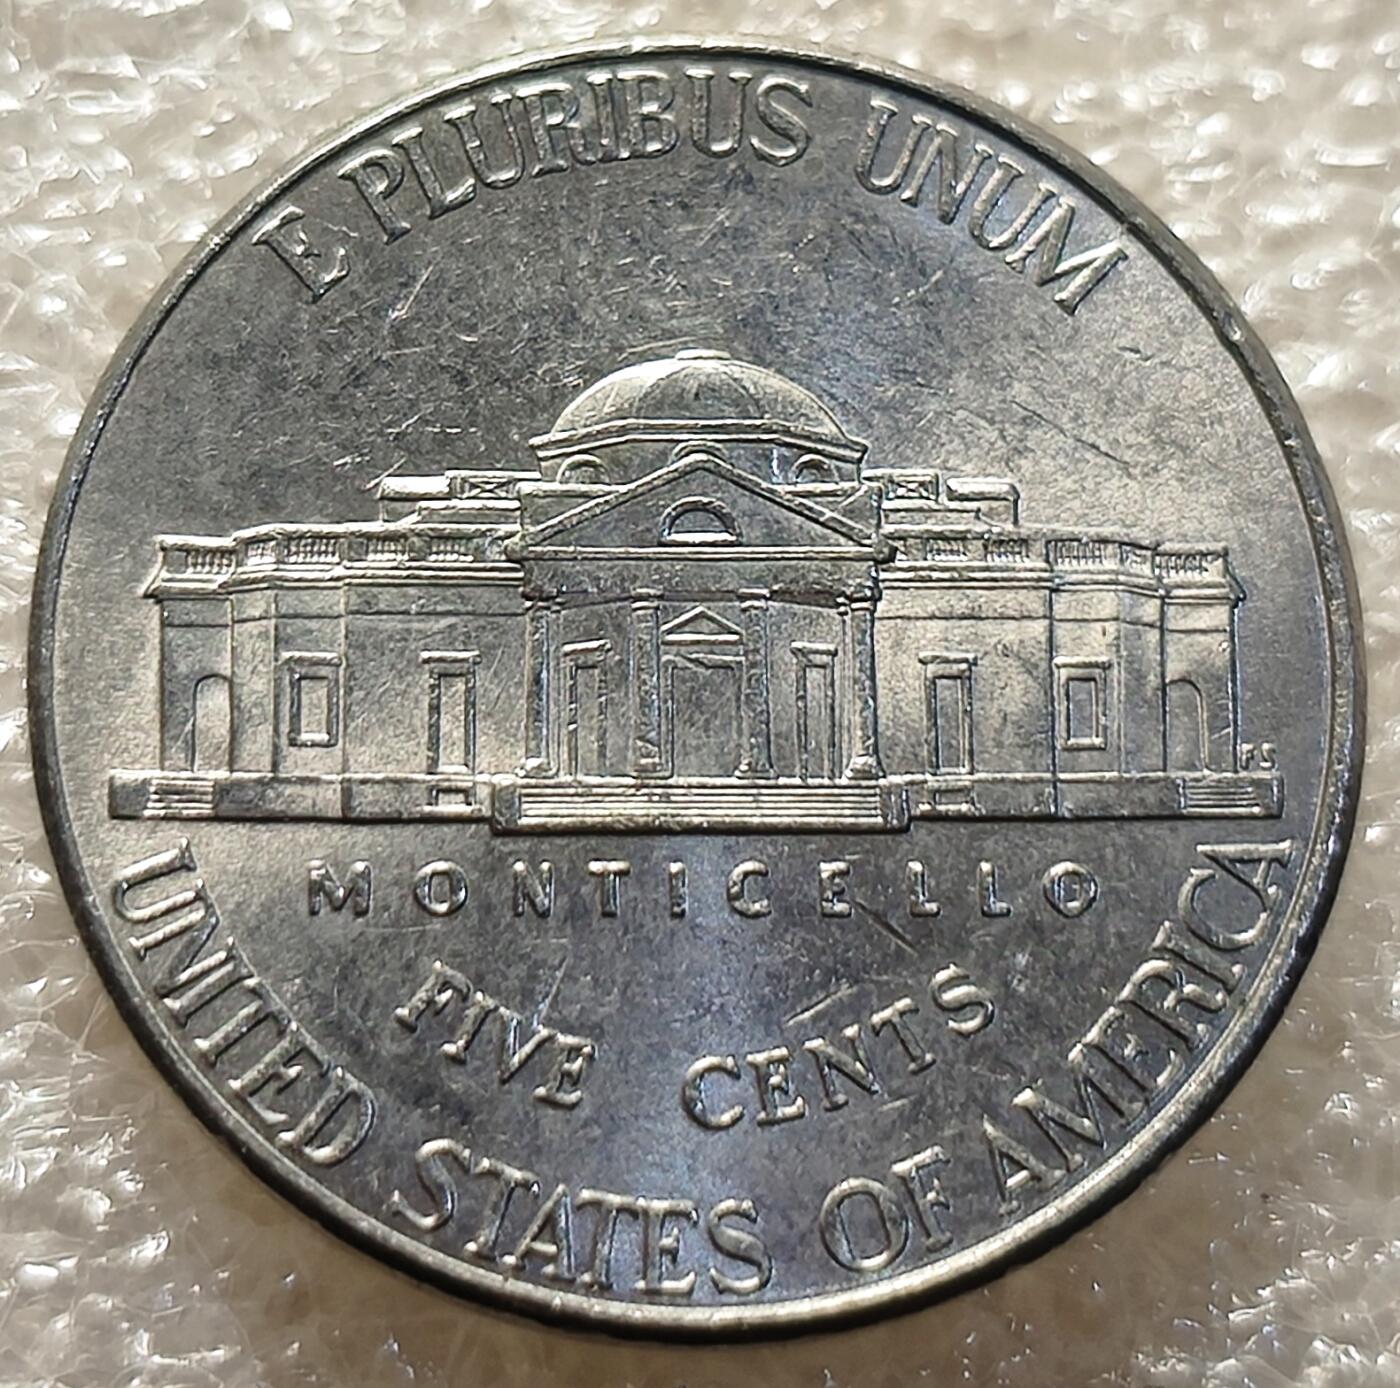 E PLURIBUS UNUM
FS
MONTICELLO
FIVE CENTS
UNITED STATES OF AMERICA